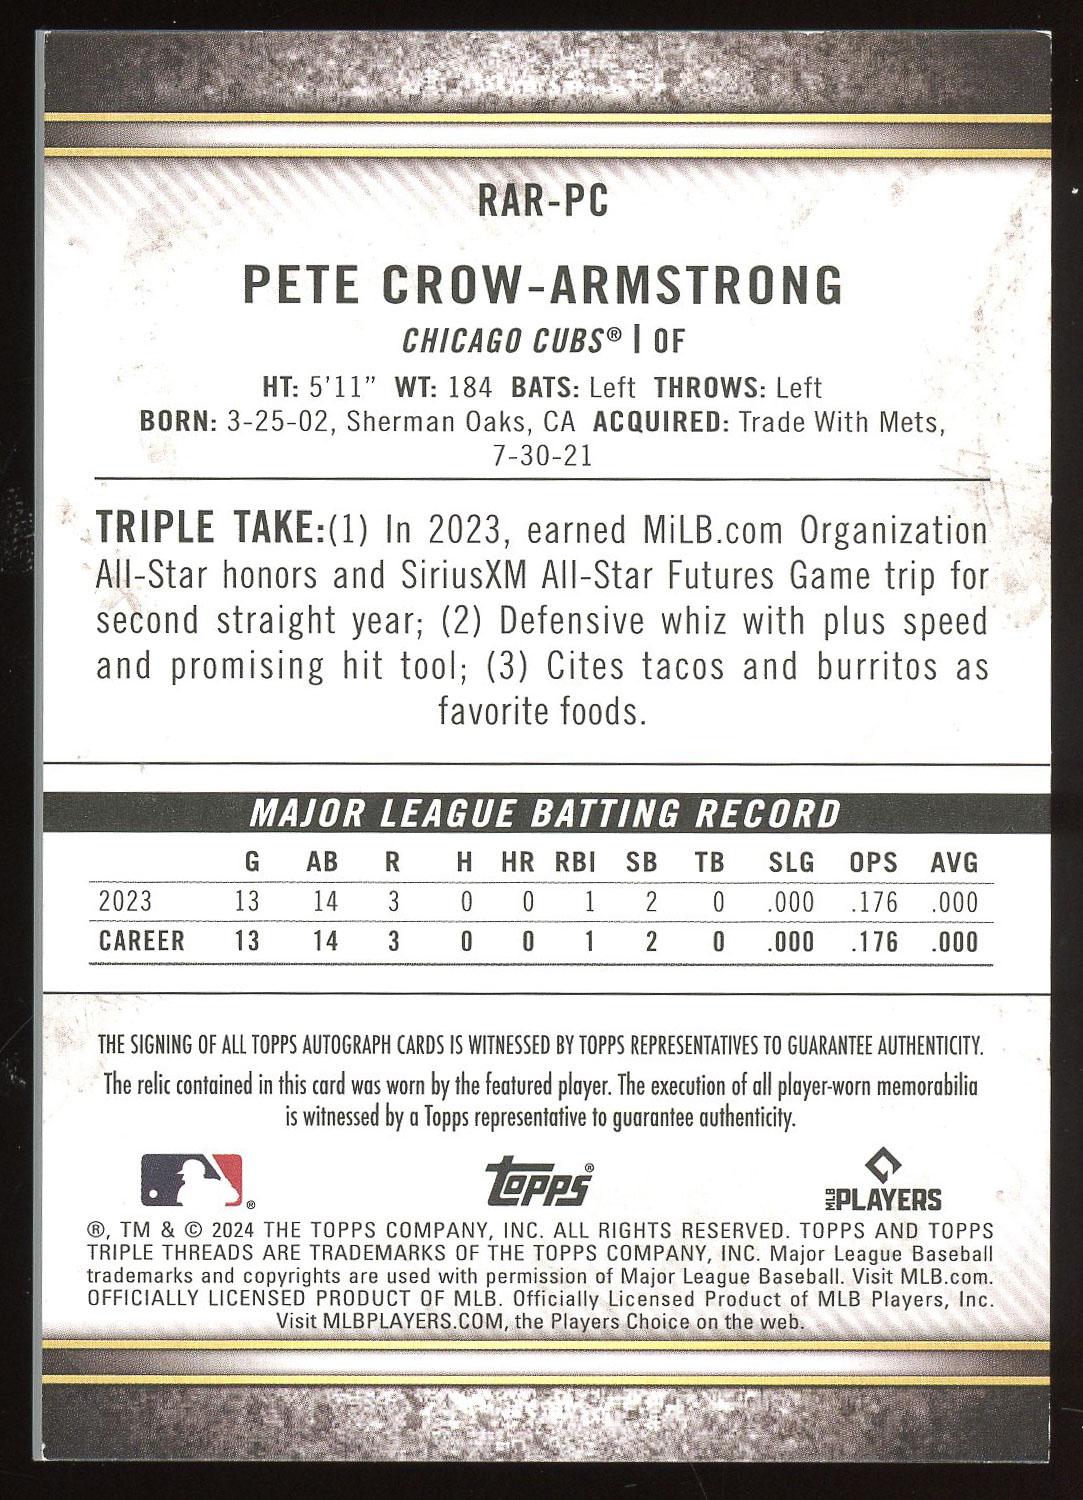 RAR-PC
PETE CROW-ARMSTRONG
CHICAGO CUBS® | OF
HT: 5'11" WT: 184 BATS: Left THROWS: Left
BORN: 3-25-02, Sherman Oaks, CA ACQUIRED: Trade With Mets,
7-30-21
TRIPLE TAKE:(1) In 2023, earned MiLB.com Organization
All-Star honors and SiriusXM All-Star Futures Game trip for
second straight year; (2) Defensive whiz with plus speed
and promising hit tool; (3) Cites tacos and burritos as
favorite foods.
MAJOR LEAGUE BATTING RECORD
G AB R H HR RBI SB TB SLG OPS AVG
2023 13 14 3 0 0 1 2 0 .000 .176 .000
CAREER 13 14 3 0 0 1 2 0 .000 .176 .000
THE SIGNING OF ALL TOPPS AUTOGRAPH CARDS IS WITNESSED BY TOPPS REPRESENTATIVES TO GUARANTEE AUTHENTICITY.
The relic contained in this card was worn by the featured player. The execution of all player-worn memorabilia
is witnessed by a Topps representative to guarantee authenticity.
® Topps® MLB PLAYERS
®, TM & © 2024 THE TOPPS COMPANY, INC. ALL RIGHTS RESERVED. TOPPS AND TOPPS
TRIPLE THREADS ARE TRADEMARKS OF THE TOPPS COMPANY, INC. Major League Baseball
trademarks and copyrights are used with permission of Major League Baseball. Visit MLB.com.
OFFICIALLY LICENSED PRODUCT OF MLB. Officially Licensed Product of MLB Players, Inc.
Visit MLBPLAYERS.COM, the Players Choice on the web.